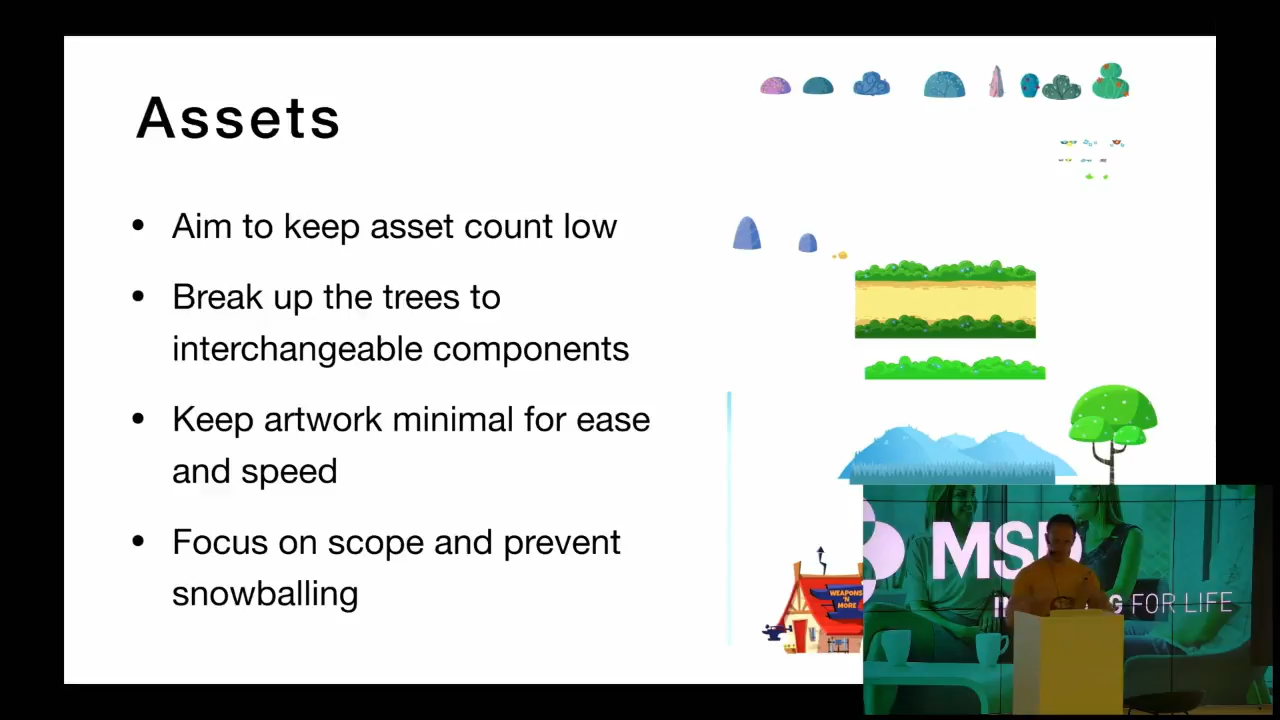 Assets
• Aim to keep asset count low
• Break up the trees to
interchangeable components
• Keep artwork minimal for ease
and speed
• Focus on scope and prevent
snowballing
WEAPONS
'N
MORE
MSD
FOR LIFE